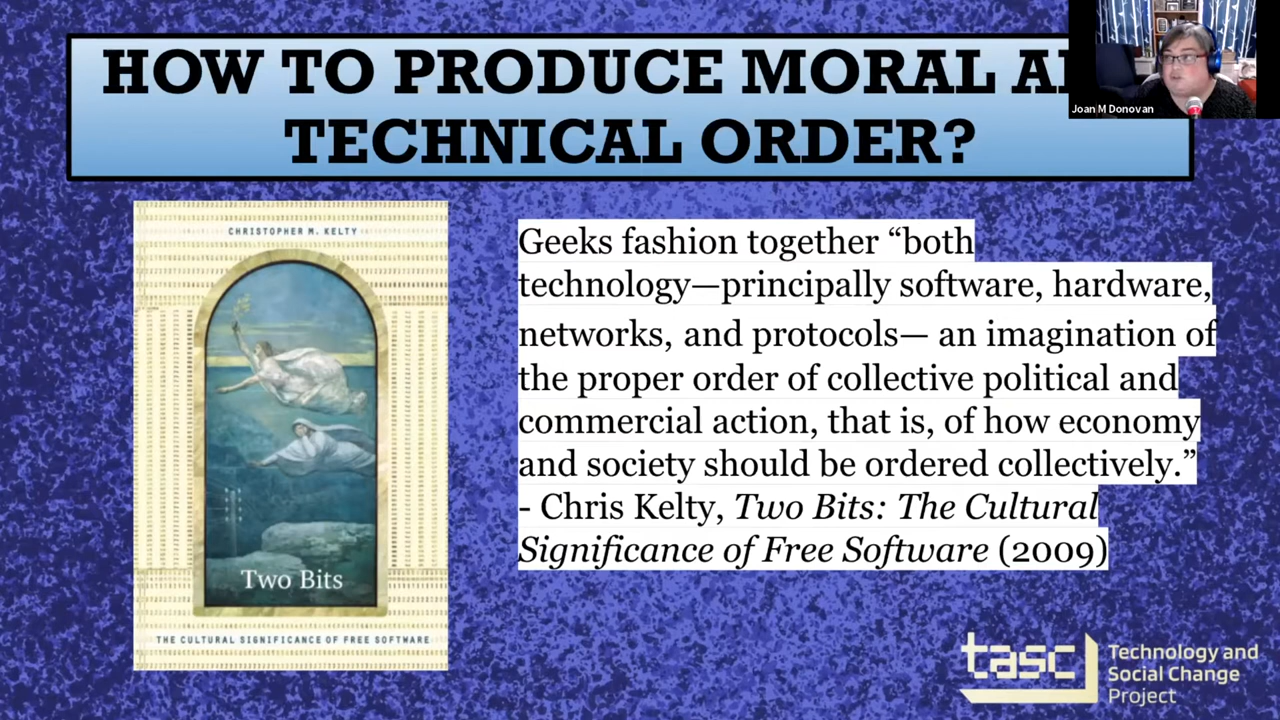 HOW TO PRODUCE MORAL
TECHNICAL ORDER?
Joan M Donovan
CHRISTOPHER M. KELTY
Two Bits
THE CULTURAL SIGNIFICANCE OF FREE SOFTWARE
Geeks fashion together “both
technology—principally software, hardware,
networks, and protocols— an imagination of
the proper order of collective political and
commercial action, that is, of how economy
and society should be ordered collectively.”
- Chris Kelty, Two Bits: The Cultural
Significance of Free Software (2009)
tasc
Technology and
Social Change
Project